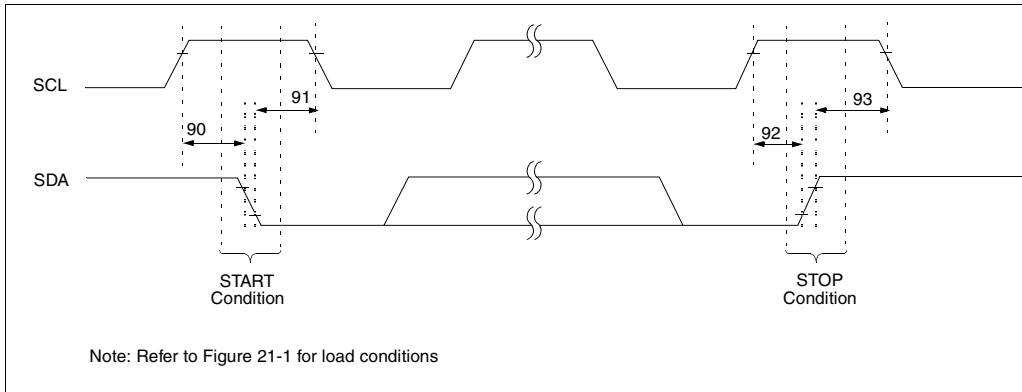 SCL
91
93
90
92
SDA
START
Condition
STOP
Condition
Note: Refer to Figure 21-1 for load conditions